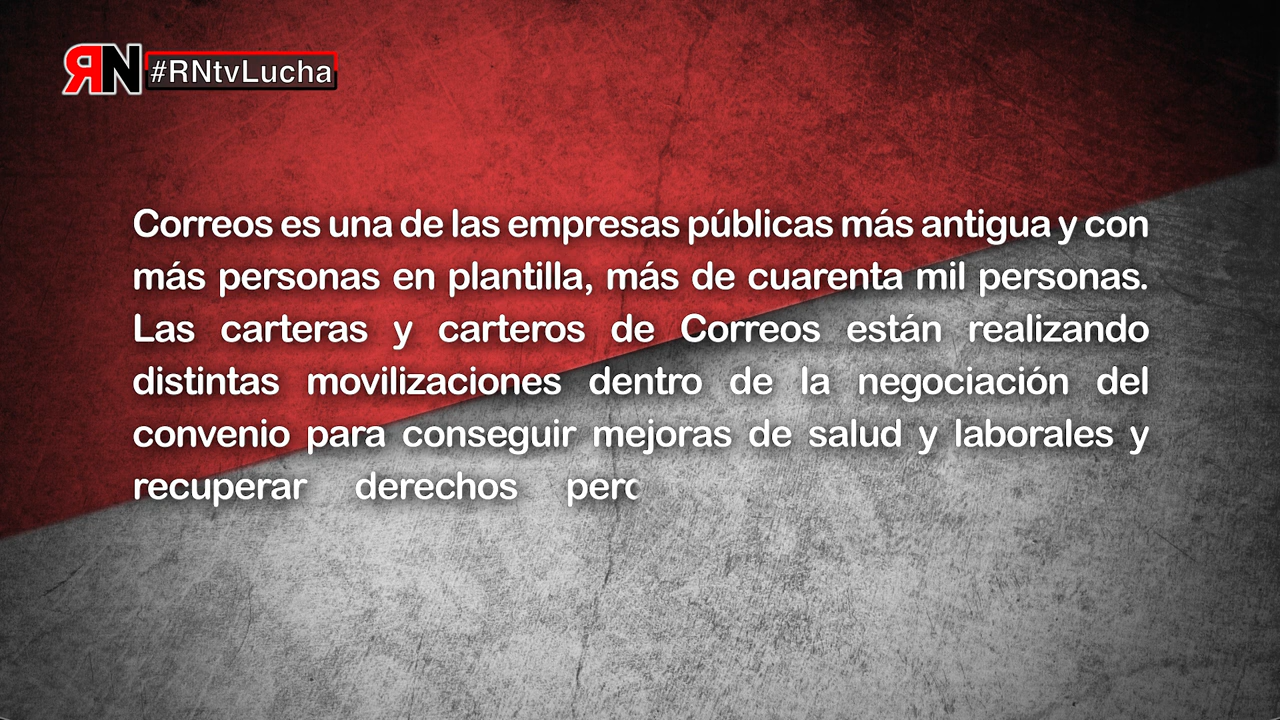 ЯN #RNtvLucha
Correos es una de las empresas públicas más antigua y con
más personas en plantilla, más de cuarenta mil personas.
Las carteras y carteros de Correos están realizando
distintas movilizaciones dentro de la negociación del
convenio para conseguir mejoras de salud y laborales y
recuperar derechos